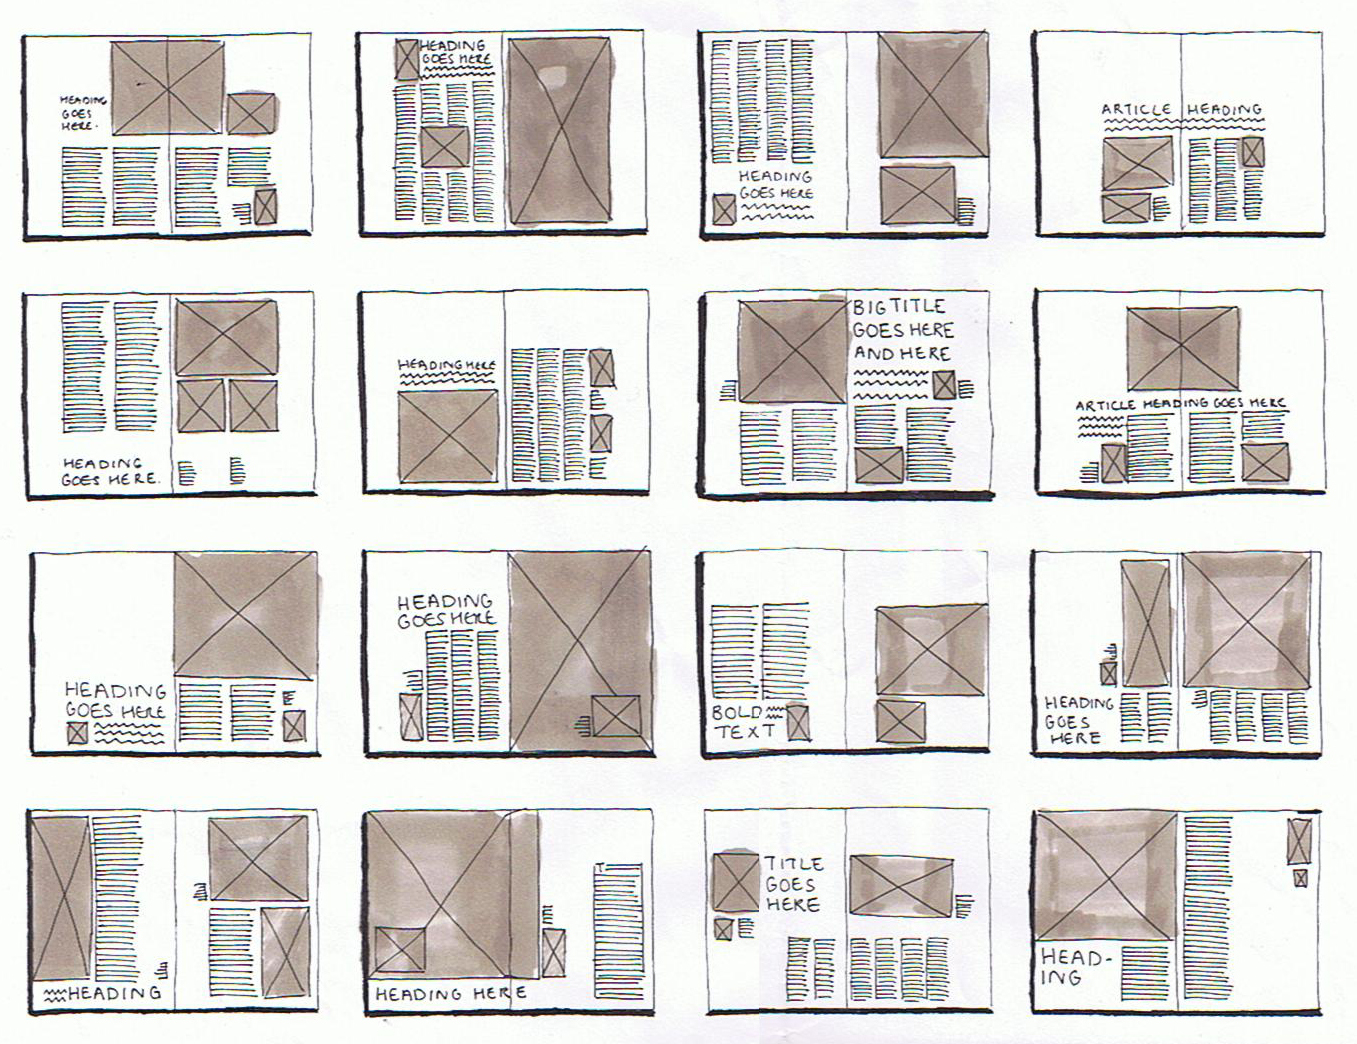 HEADING
GOES
HERE.
HEADING
GOES HERE
HEADING
GOES HERE
ARTICLE HEADING
HEADING
GOES HERE.
HEADING HERE
BIG TITLE
GOES HERE
AND HERE
ARTICLE HEADING GOES HERE
HEADING
GOES HERE
HEADING
GOES HERE
BOLD
TEXT
HEADING
GOES
HERE
HEADING
HEADING HERE
TITLE
GOES
HERE
HEAD-
ING